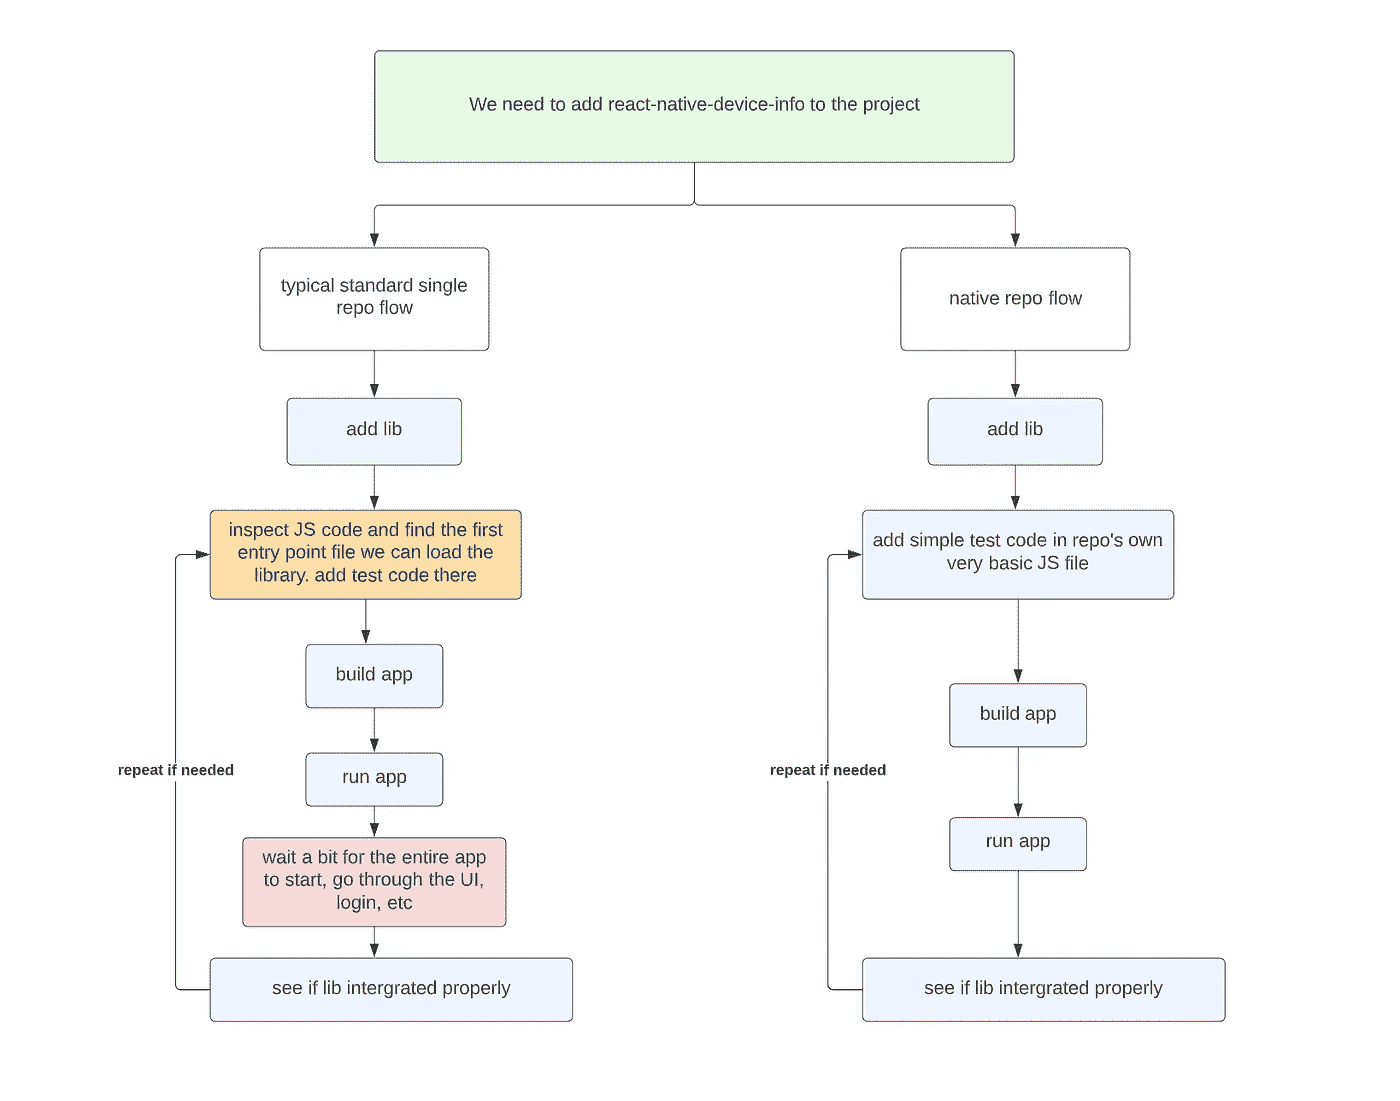 We need to add react-native-device-info to the project
typical standard single
repo flow
add lib
inspect JS code and find the first
entry point file we can load the
library. add test code there
build app
run app
repeat if needed
wait a bit for the entire app
to start, go through the UI,
login, etc
see if lib intergrated properly
native repo flow
add lib
add simple test code in repo's own
very basic JS file
build app
repeat if needed
run app
see if lib intergrated properly